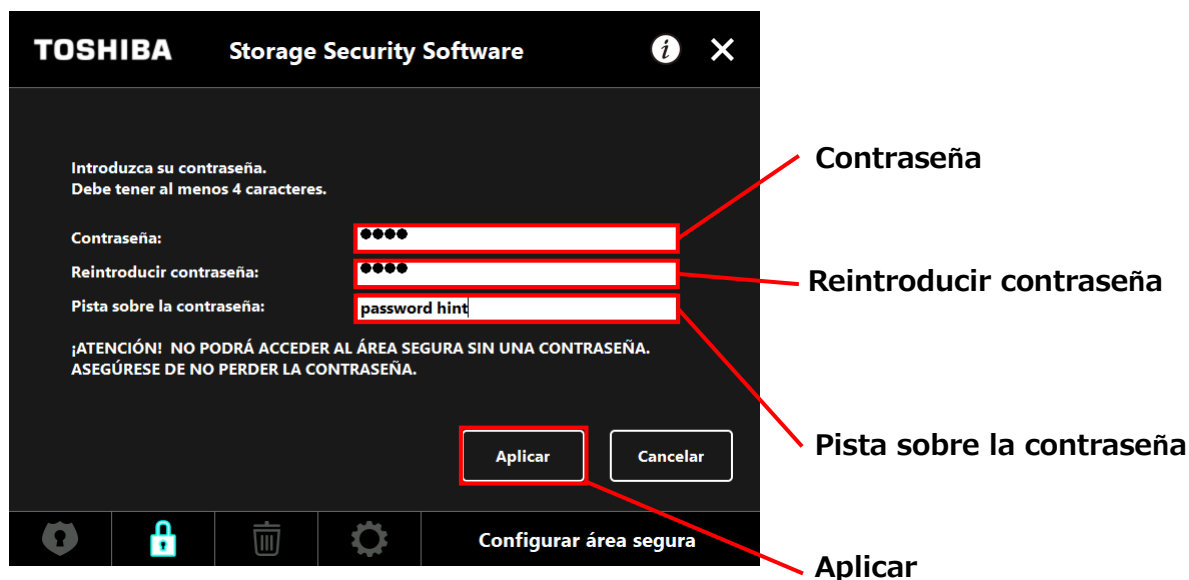 TOSHIBA Storage Security Software
Introduzca su contraseña.
Debe tener al menos 4 caracteres.
Contraseña: ●●●●
Reintroducir contraseña: ●●●●
Pista sobre la contraseña: password hint
¡ATENCIÓN! NO PODRÁ ACCEDER AL ÁREA SEGURA SIN UNA CONTRASEÑA.
ASEGÚRESE DE NO PERDER LA CONTRASEÑA.
Aplicar Cancelar
Configurar área segura
Contraseña
Reintroducir contraseña
Pista sobre la contraseña
Aplicar